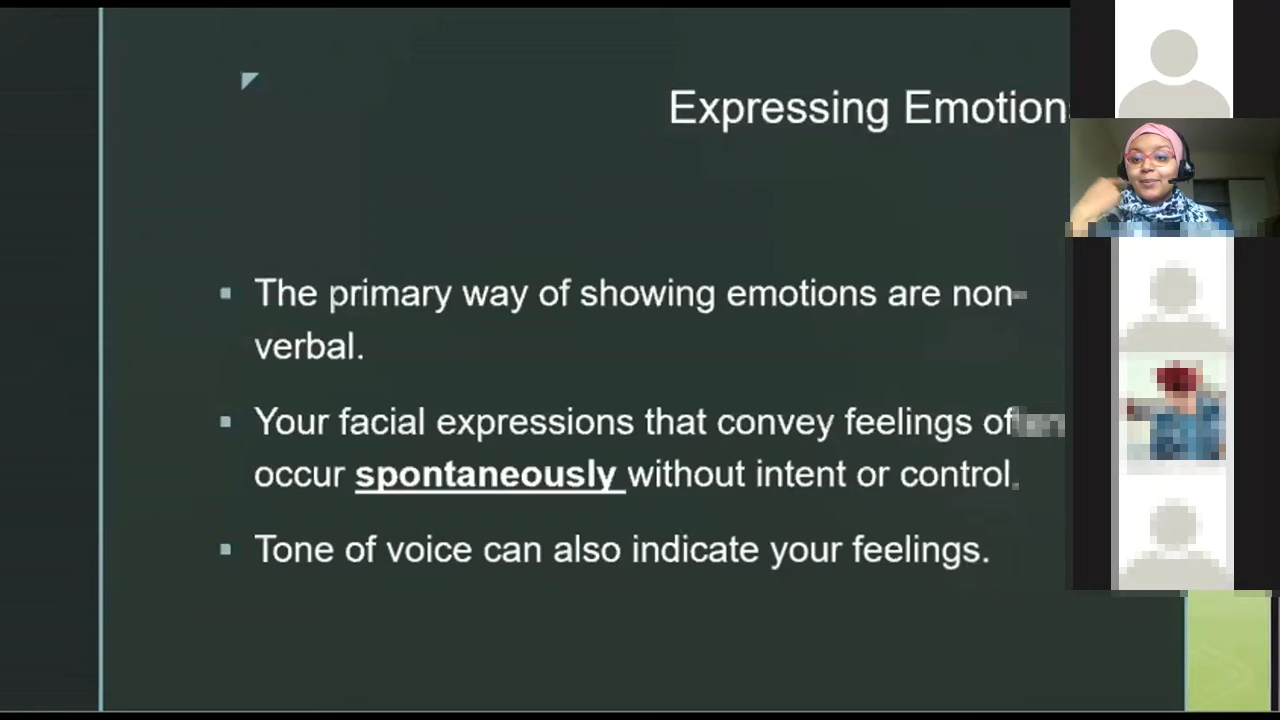 Expressing Emotion
The primary way of showing emotions are non-
verbal.
Your facial expressions that convey feelings often
occur spontaneously without intent or control.
Tone of voice can also indicate your feelings.